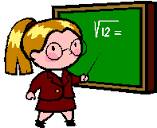 √12 =